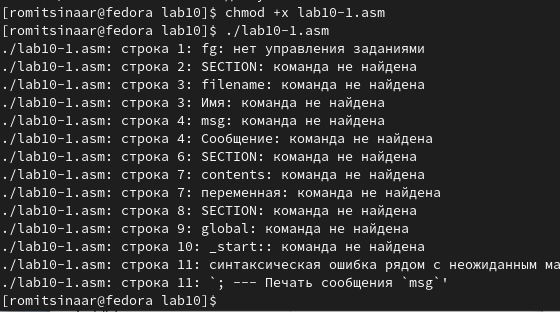 [romitsinaar@fedora lab10]$ chmod +x lab10-1.asm
[romitsinaar@fedora lab10]$ ./lab10-1.asm
./lab10-1.asm: строка 1: fg: нет управления заданиями
./lab10-1.asm: строка 2: SECTION: команда не найдена
./lab10-1.asm: строка 3: filename: команда не найдена
./lab10-1.asm: строка 3: Имя: команда не найдена
./lab10-1.asm: строка 4: msg: команда не найдена
./lab10-1.asm: строка 4: Сообщение: команда не найдена
./lab10-1.asm: строка 6: SECTION: команда не найдена
./lab10-1.asm: строка 7: contents: команда не найдена
./lab10-1.asm: строка 7: переменная: команда не найдена
./lab10-1.asm: строка 8: SECTION: команда не найдена
./lab10-1.asm: строка 9: global: команда не найдена
./lab10-1.asm: строка 10: _start:: команда не найдена
./lab10-1.asm: строка 11: синтаксическая ошибка рядом с неожиданным ма
./lab10-1.asm: строка 11: `; --- Печать сообщения `msg`'
[romitsinaar@fedora lab10]$